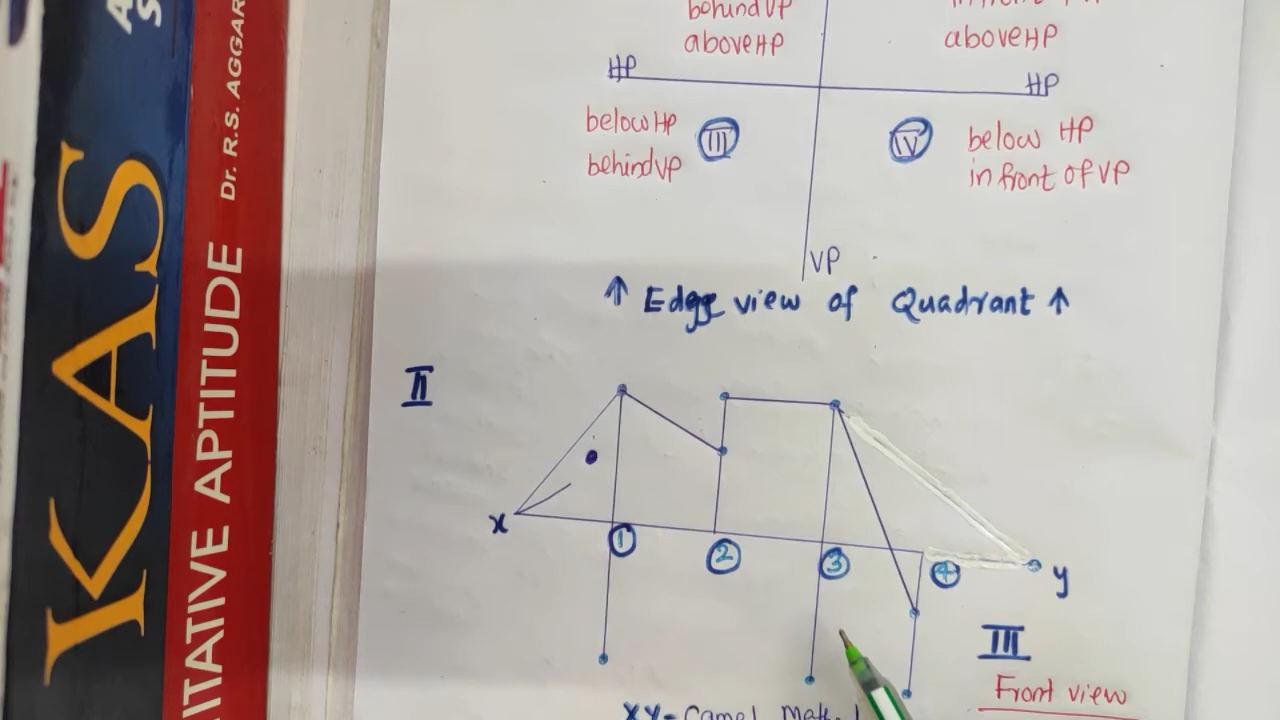 behind VP
above HP
above HP
HP
HP
below HP
behind VP
III
IV
below HP
in front of VP
VP
↑ Edge view of Quadrant ↑
II
x
1
2
3
4
y
III
Front view
XY-Camel
KAS
ITATIVE APTITUDE Dr. R.S. AGGAR